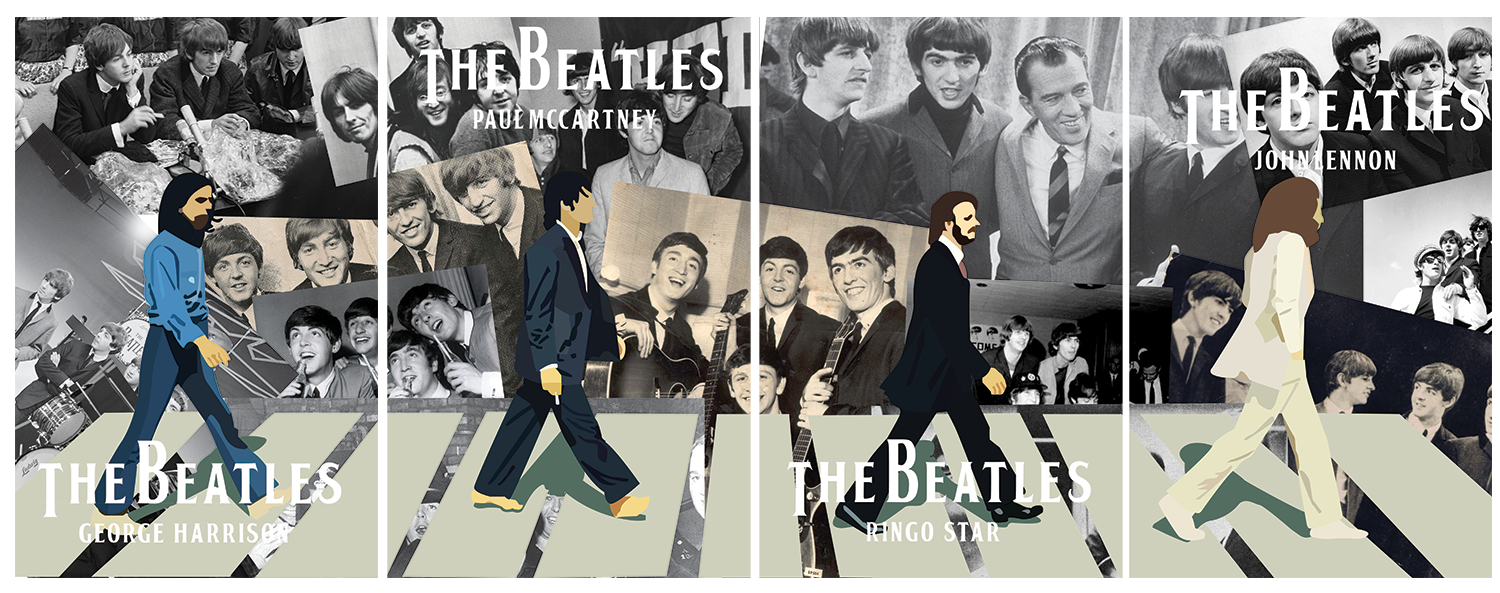 THE BEATLES
GEORGE HARRISON
THE BEATLES
PAUL MCCARTNEY
THE BEATLES
RINGO STAR
THE BEATLES
JOHN LENNON